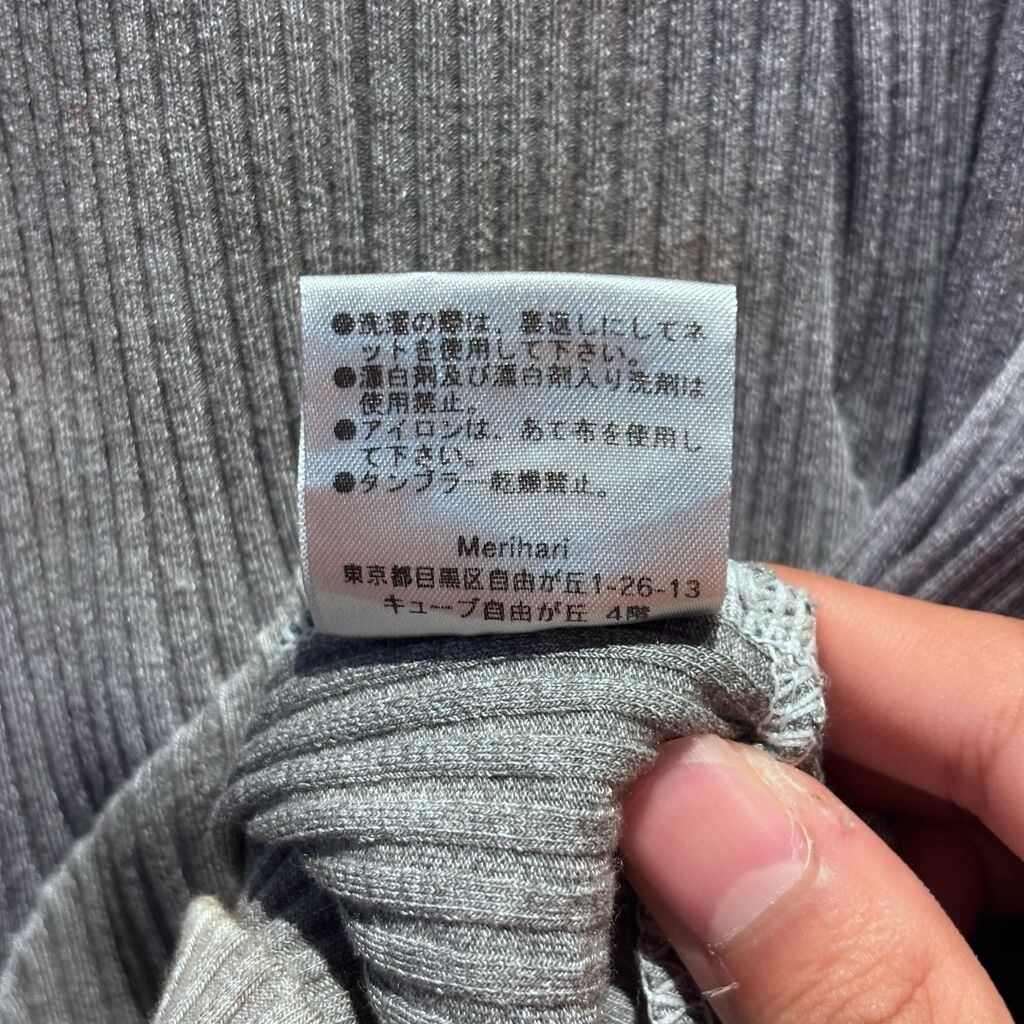 ●洗濯の際は、裏返しにしてネ
ットを使用して下さい。
●漂白剤及び漂白剤入り洗剤は
使用禁止。
●アイロンは、あて布を使用し
て下さい。
●タンブラー乾燥禁止。
Merihari
東京都目黒区自由が丘1-26-13
キューブ自由が丘 4階